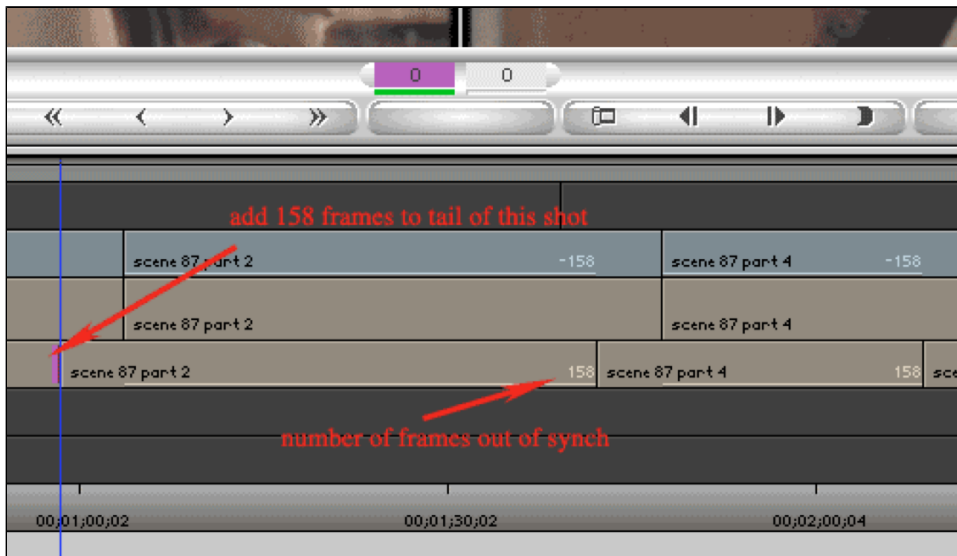 0 0
add 158 frames to tail of this shot
scene 87 part 2 -158 scene 87 part 4 -158
scene 87 part 2 scene 87 part 4
scene 87 part 2 158 scene 87 part 4 158 sce
number of frames out of synch
00;01;00;02 00;01;30;02 00;02;00;04